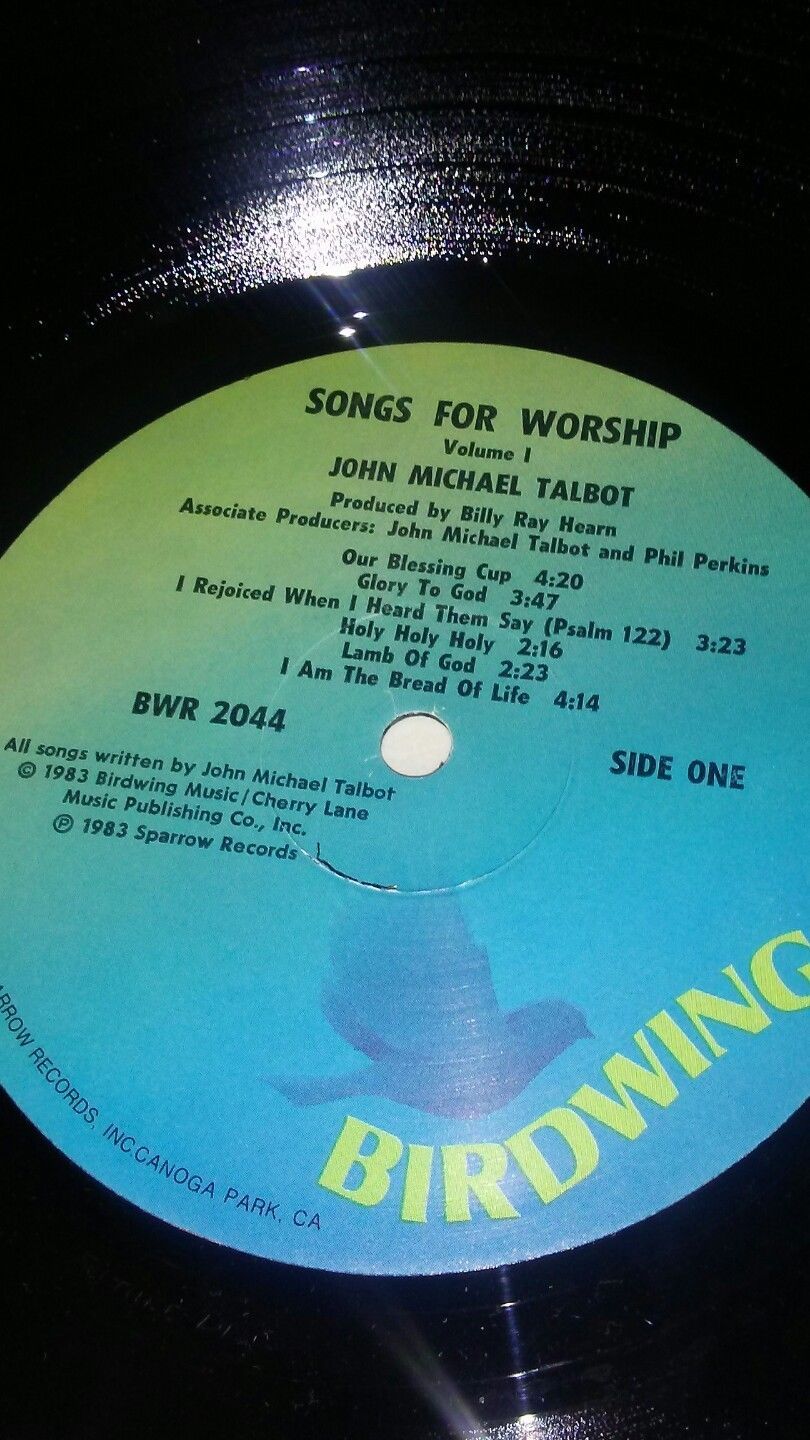 SONGS FOR WORSHIP
Volume I
JOHN MICHAEL TALBOT
Produced by Billy Ray Hearn
Associate Producers: John Michael Talbot and Phil Perkins
Our Blessing Cup 4:20
Glory To God 3:47
I Rejoiced When I Heard Them Say (Psalm 122) 3:23
Holy Holy Holy 2:16
Lamb Of God 2:23
I Am The Bread Of Life 4:14
BWR 2044
SIDE ONE
All songs written by John Michael Talbot
© 1983 Birdwing Music/Cherry Lane
Music Publishing Co., Inc.
℗ 1983 Sparrow Records
BIRDWING
RECORDS, INC. CANOGA PARK, CA